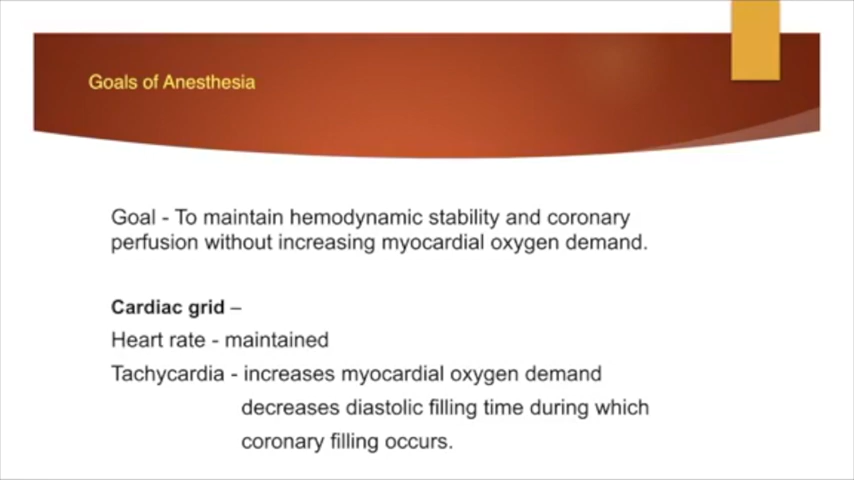 Goals of Anesthesia
Goal - To maintain hemodynamic stability and coronary
perfusion without increasing myocardial oxygen demand.
Cardiac grid –
Heart rate - maintained
Tachycardia - increases myocardial oxygen demand
decreases diastolic filling time during which
coronary filling occurs.